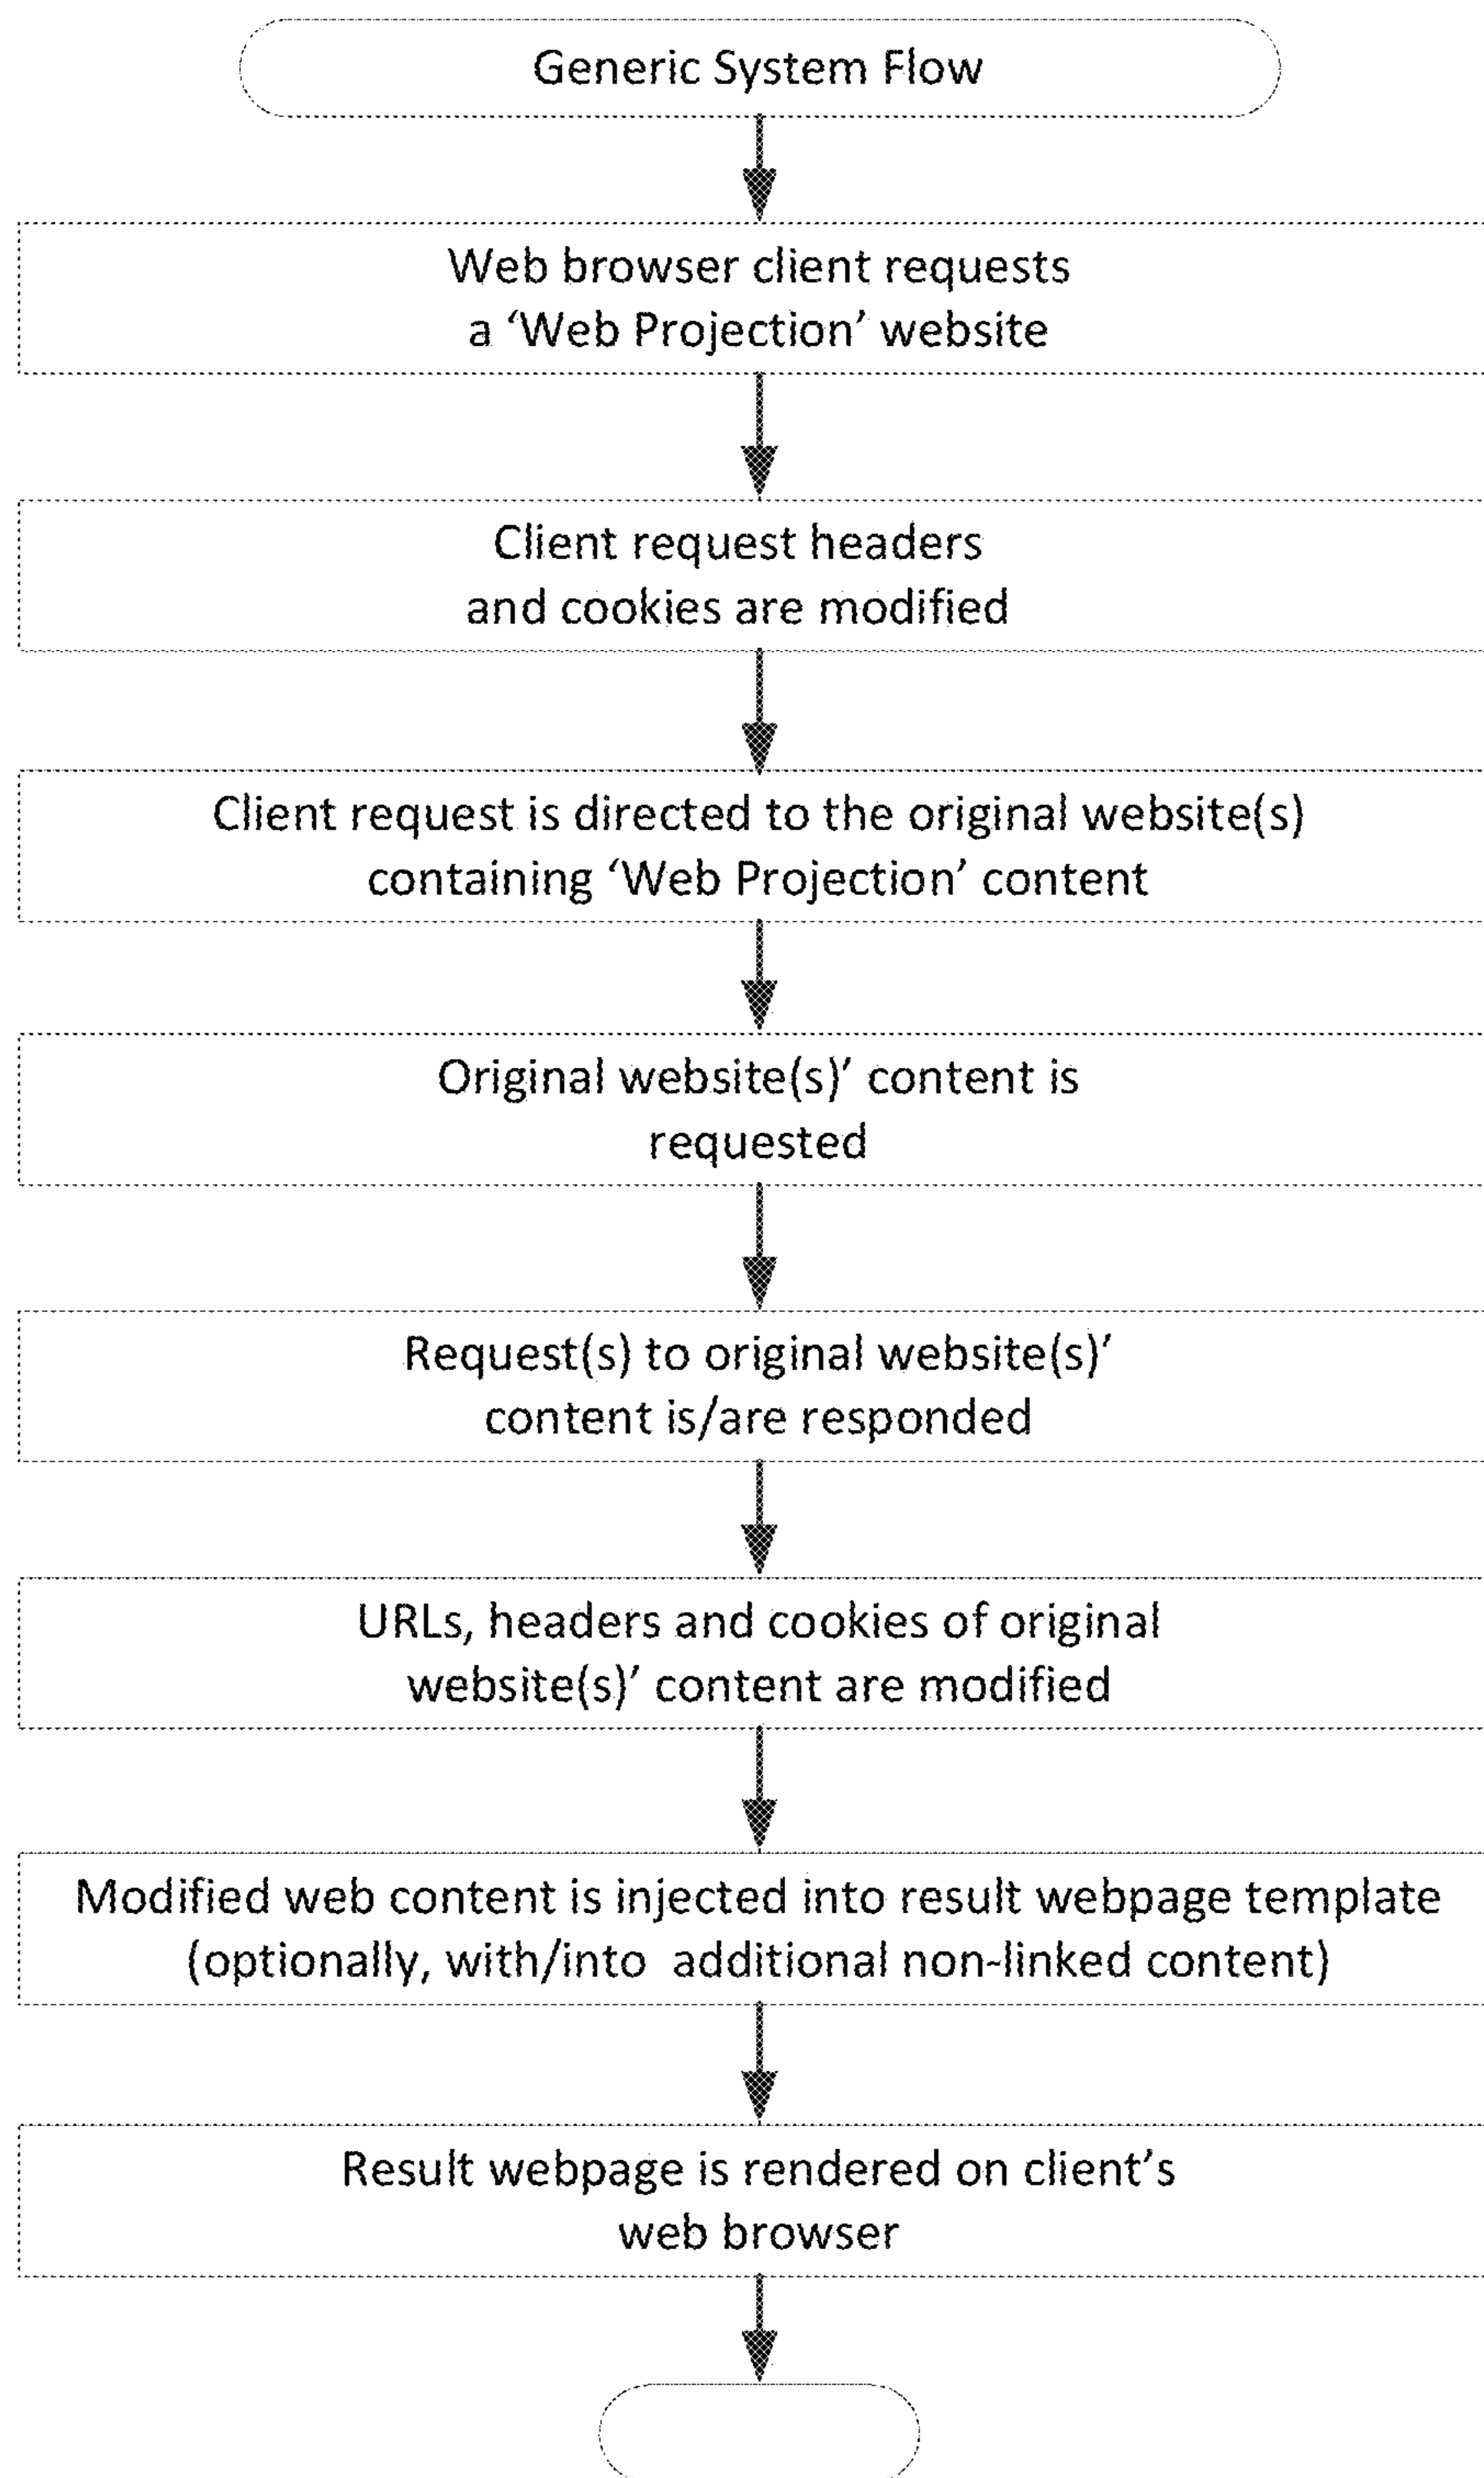 Generic System Flow
Web browser client requests
a ‘Web Projection’ website
Client request headers
and cookies are modified
Client request is directed to the original website(s)
containing ‘Web Projection’ content
Original website(s)’ content is
requested
Request(s) to original website(s)’
content is/are responded
URLs, headers and cookies of original
website(s)’ content are modified
Modified web content is injected into result webpage template
(optionally, with/into additional non-linked content)
Result webpage is rendered on client’s
web browser